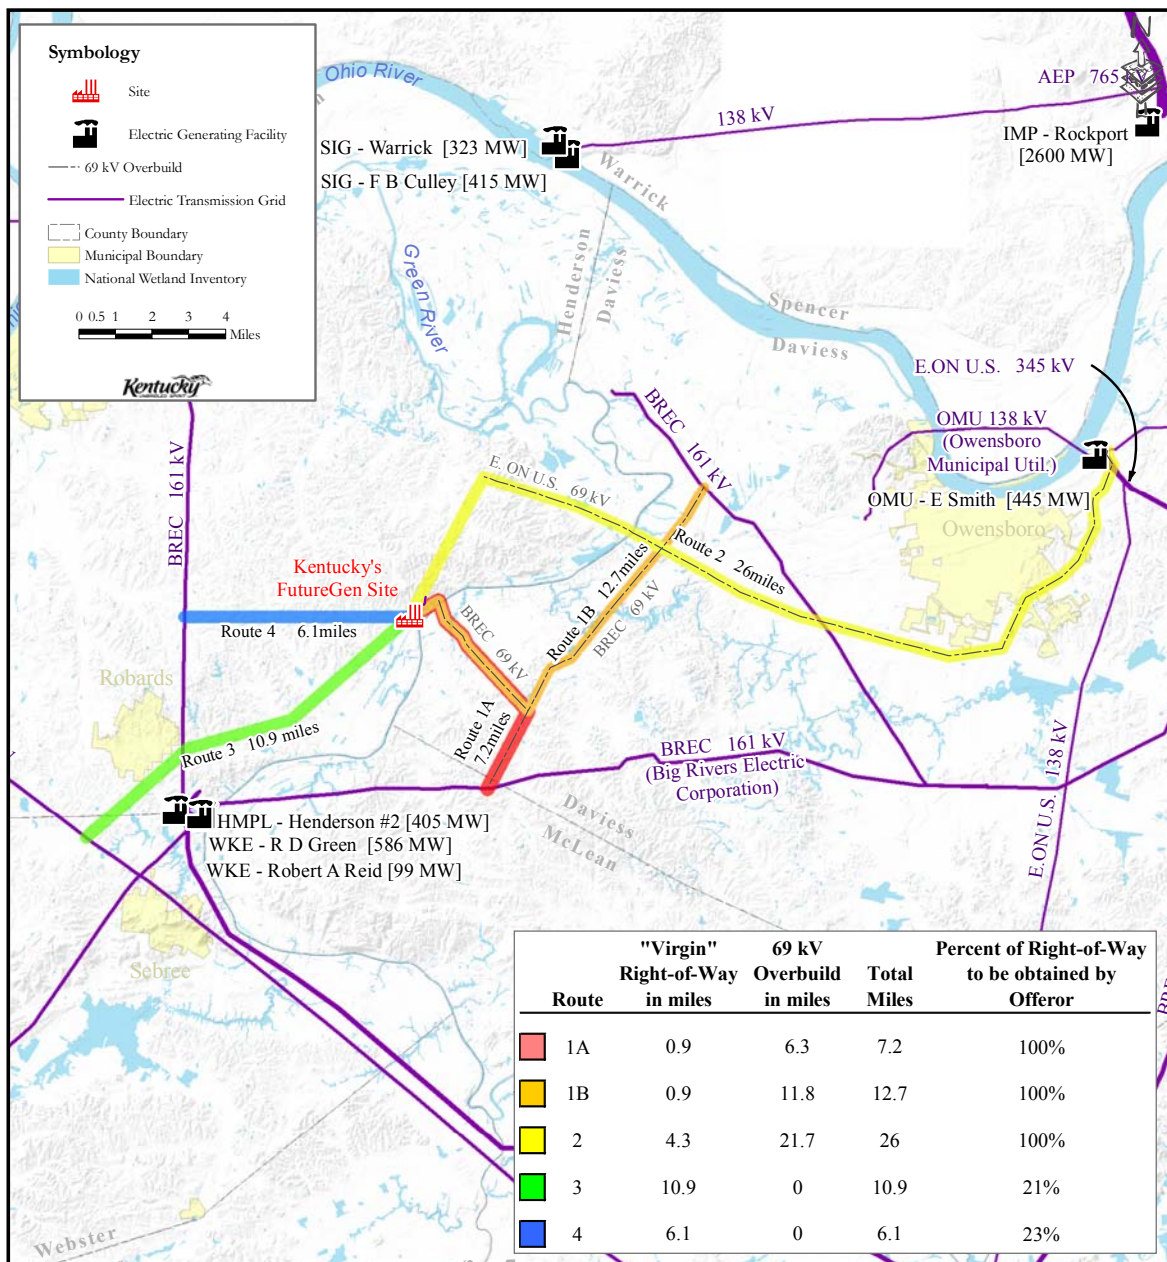 Symbology
Site
Electric Generating Facility
69 kV Overbuild
Electric Transmission Grid
County Boundary
Municipal Boundary
National Wetland Inventory
0 0.5 1 2 3 4
Miles
Kentucky
UNBRIDLED SPIRIT
Ohio River
AEP 765 kV
138 kV
IMP - Rockport
[2600 MW]
SIG - Warrick [323 MW]
SIG - F B Culley [415 MW]
Warrick
Green River
Henderson
Daviess
Spencer
Daviess
E.ON U.S. 345 kV
BREC 161 kV
OMU 138 kV
(Owensboro
Municipal Util.)
BREC 161 kV
E. ON U.S. 69 kV
OMU - E Smith [445 MW]
Owensboro
Route 2 26miles
Kentucky's
FutureGen Site
Route 1B 12.7miles
BREC 69 kV
BREC 69 kV
Route 4 6.1miles
Robards
Route 3 10.9 miles
Route 1A
7.2miles
BREC 161 kV
(Big Rivers Electric
Corporation)
E.ON U.S. 138 kV
Daviess
McLean
HMPL - Henderson #2 [405 MW]
WKE - R D Green [586 MW]
WKE - Robert A Reid [99 MW]
Sebree
Webster
BRE
"Virgin" 69 kV Percent of Right-of-Way
Right-of-Way Overbuild Total to be obtained by
Route in miles in miles Miles Offeror
1A 0.9 6.3 7.2 100%
1B 0.9 11.8 12.7 100%
2 4.3 21.7 26 100%
3 10.9 0 10.9 21%
4 6.1 0 6.1 23%